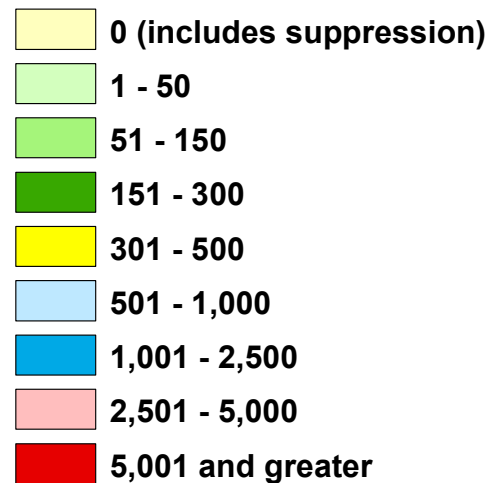 0 (includes suppression)
1 - 50
51 - 150
151 - 300
301 - 500
501 - 1,000
1,001 - 2,500
2,501 - 5,000
5,001 and greater